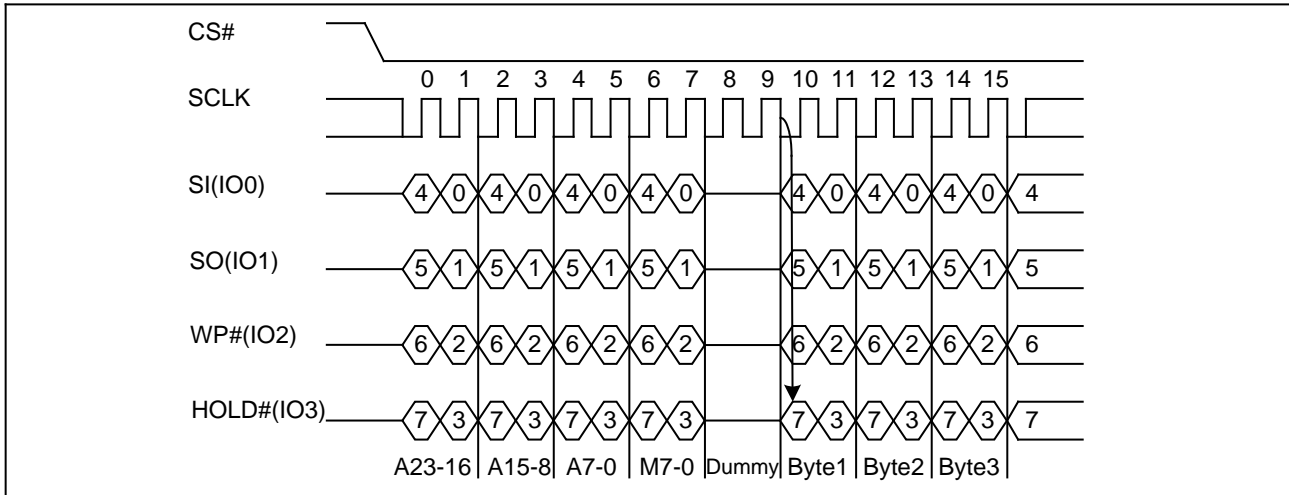 CS#
0 1 2 3 4 5 6 7 8 9 10 11 12 13 14 15
SCLK
SI(IO0) 4 0 4 0 4 0 4 0 4 0 4 0 4 0 4
SO(IO1) 5 1 5 1 5 1 5 1 5 1 5 1 5 1 5
WP#(IO2) 6 2 6 2 6 2 6 2 6 2 6 2 6 2 6
HOLD#(IO3) 7 3 7 3 7 3 7 3 7 3 7 3 7 3 7
A23-16 A15-8 A7-0 M7-0 Dummy Byte1 Byte2 Byte3